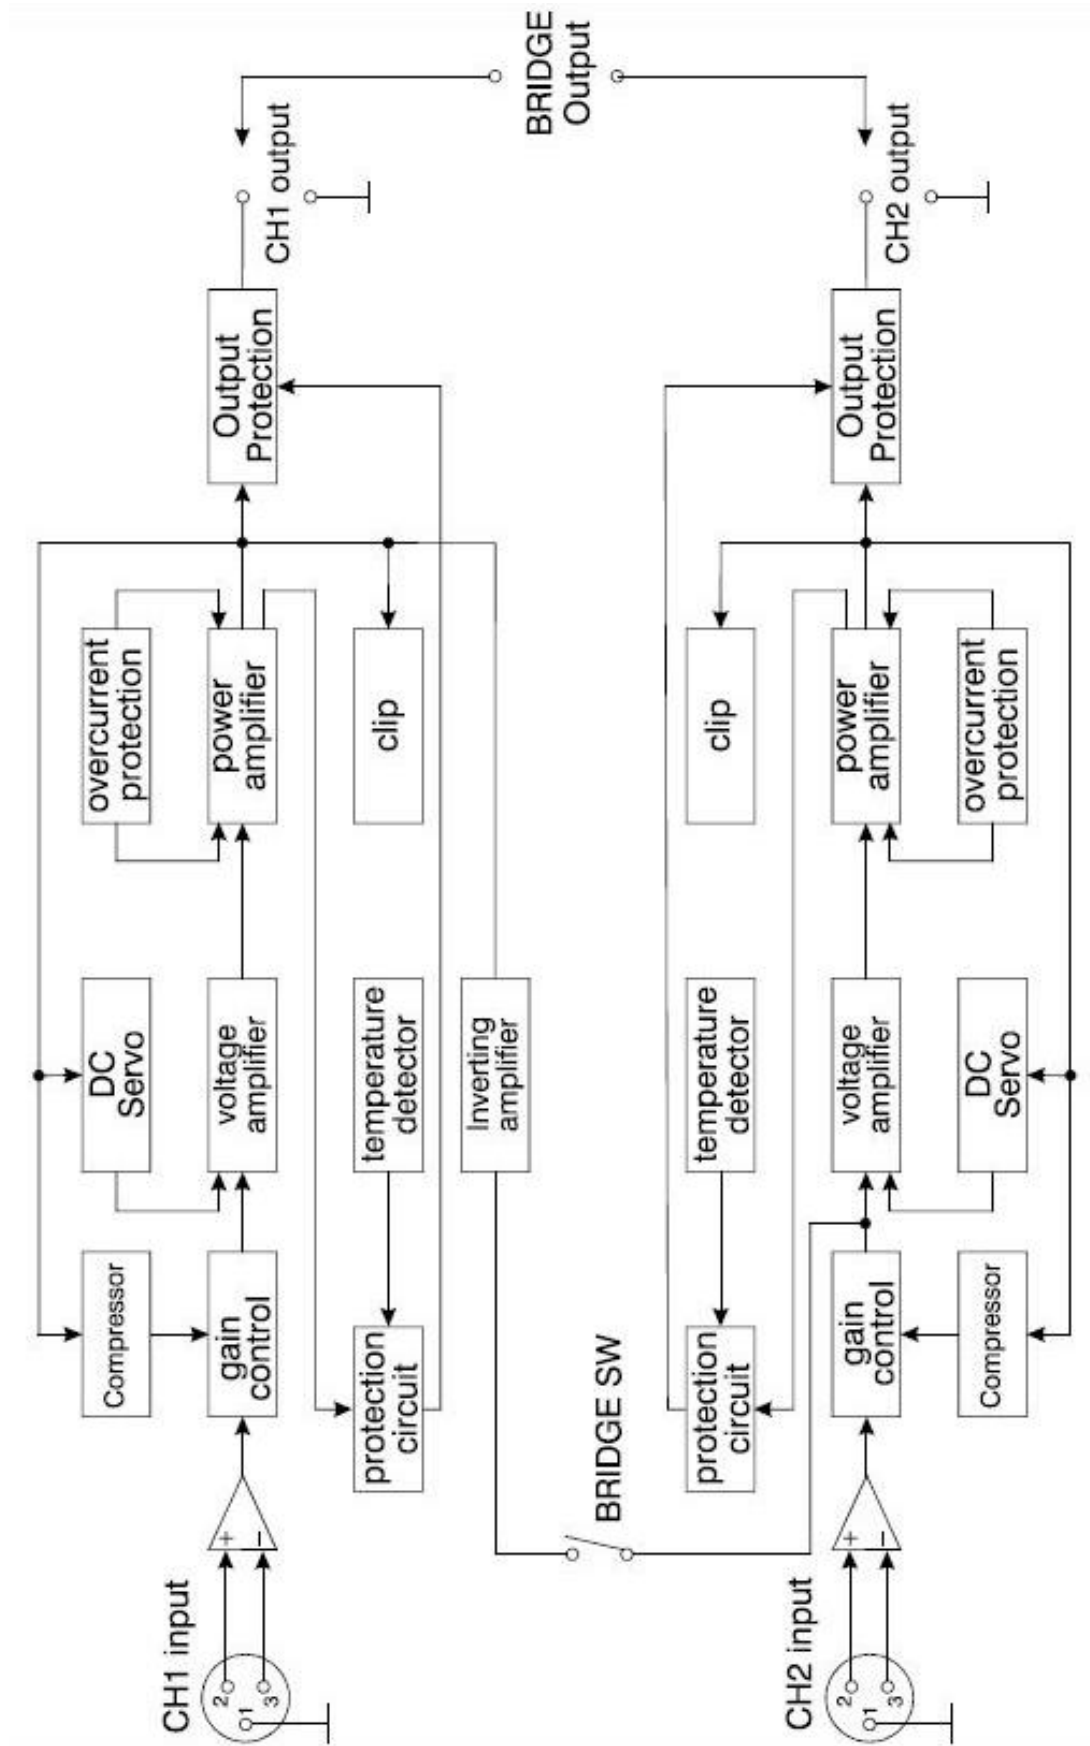 CH1 input
2
1
3
+
−
Compressor
gain
control
protection
circuit
DC
Servo
voltage
amplifier
temperature
detector
Inverting
amplifier
overcurrent
protection
power
amplifier
clip
Output
Protection
CH1 output
BRIDGE
Output
BRIDGE SW
CH2 input
2
1
3
+
−
protection
circuit
gain
control
Compressor
temperature
detector
voltage
amplifier
DC
Servo
clip
power
amplifier
overcurrent
protection
Output
Protection
CH2 output